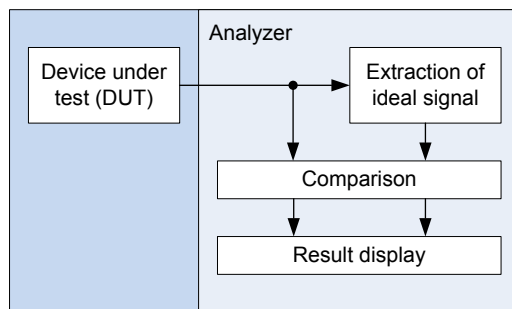 Analyzer
Device under
test (DUT)
Extraction of
ideal signal
Comparison
Result display